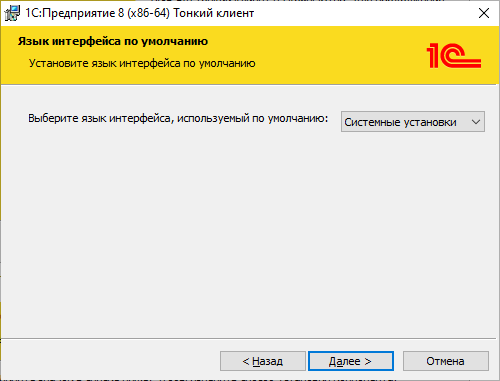 1С:Предприятие 8 (x86-64) Тонкий клиент
Язык интерфейса по умолчанию
Установите язык интерфейса по умолчанию
1С
Выберите язык интерфейса, используемый по умолчанию:
Системные установки
< Назад
Далее >
Отмена